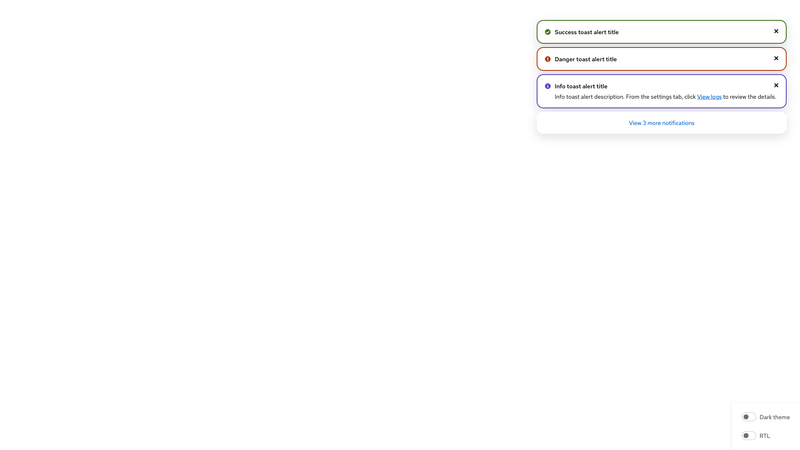 Success toast alert title
Danger toast alert title
Info toast alert title
Info toast alert description. From the settings tab, click View logs to review the details.
View 3 more notifications
Dark theme
RTL